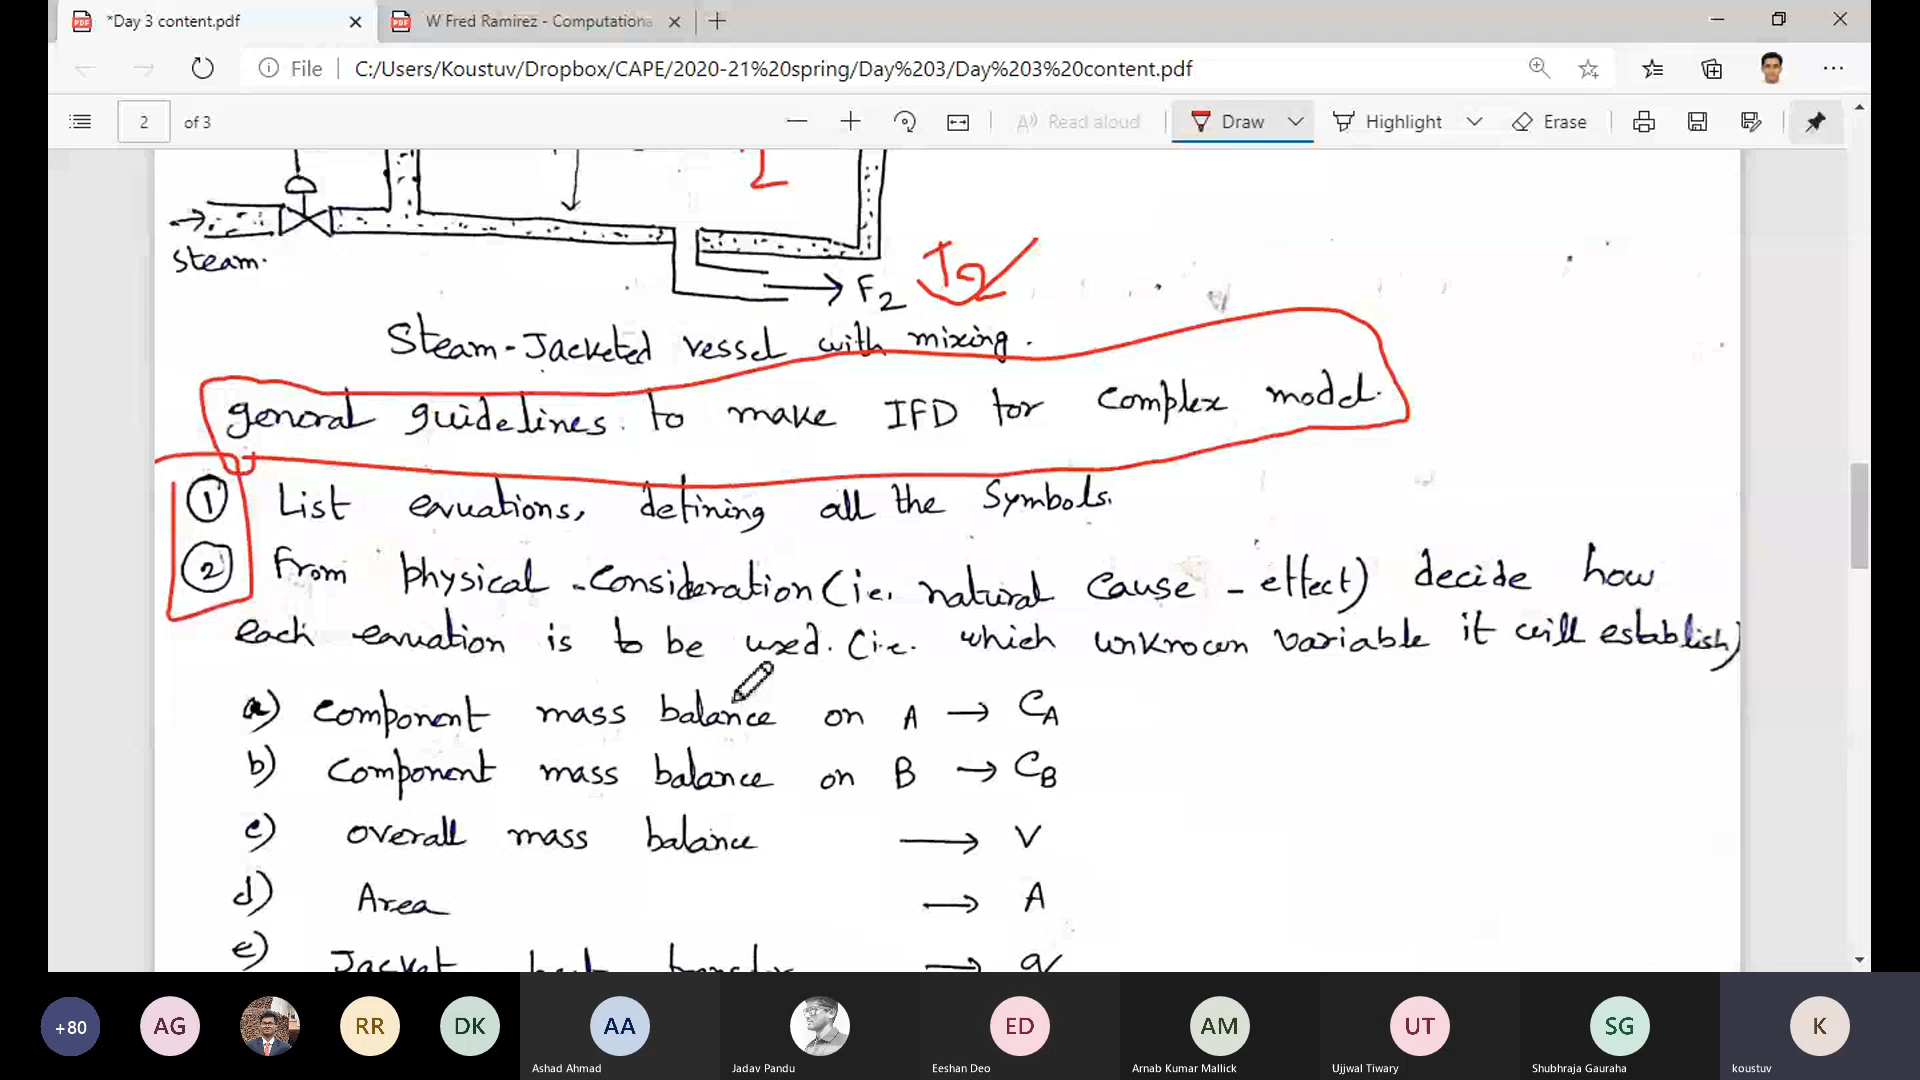 *Day 3 content.pdf
W Fred Ramirez - Computationa
File
C:/Users/Koustuv/Dropbox/CAPE/2020-21%20spring/Day%203/Day%203%20content.pdf
2 of 3
Read aloud
Draw
Highlight
Erase
steam.
F2
T2
Steam-Jacketed vessel with mixing.
general guidelines to make IFD for complex model.
① List equations, defining all the symbols.
② From physical consideration (i.e. natural cause - effect) decide how
each equation is to be used. (i.e. which unknown variable it will establish)
a) component mass balance on A → CA
b) component mass balance on B → CB
c) overall mass balance → V
d) Area → A
e) Jacket heat transfer → q
+80
AG
RR
DK
AA
ED
AM
UT
SG
K
Ashad Ahmad
Jadav Pandu
Eeshan Deo
Arnab Kumar Mallick
Ujjwal Tiwary
Shubhraja Gauraha
koustuv